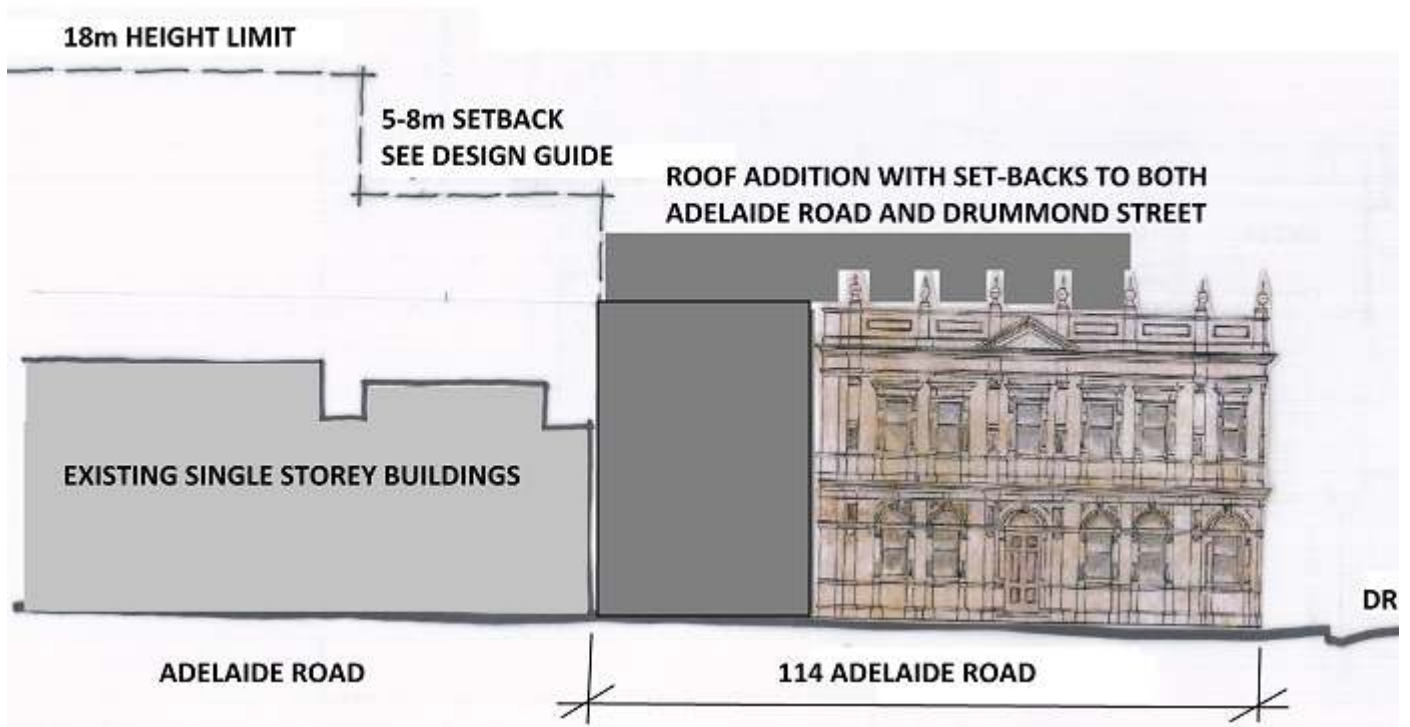 18m HEIGHT LIMIT
5-8m SETBACK
SEE DESIGN GUIDE
ROOF ADDITION WITH SET-BACKS TO BOTH
ADELAIDE ROAD AND DRUMMOND STREET
EXISTING SINGLE STOREY BUILDINGS
DR
ADELAIDE ROAD
114 ADELAIDE ROAD